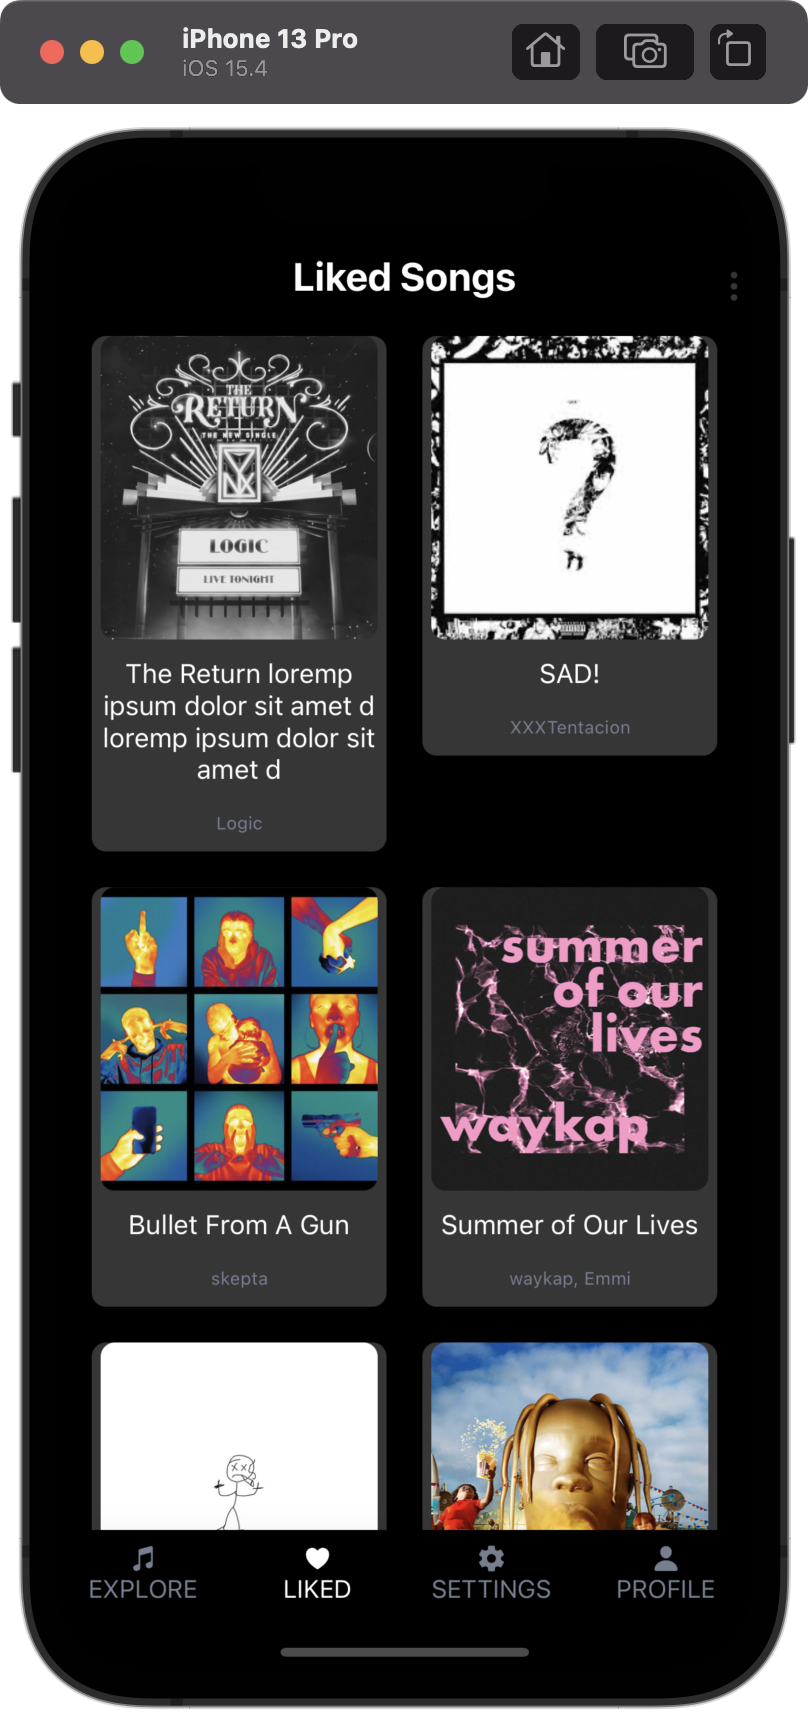 iPhone 13 Pro
iOS 15.4
Liked Songs
THE
RETURN
THE NEW SINGLE
LOGIC
LIVE TONIGHT
The Return loremp
ipsum dolor sit amet d
loremp ipsum dolor sit
amet d
Logic
SAD!
XXXTentacion
Bullet From A Gun
skepta
summer
of our
lives
waykap
Summer of Our Lives
waykap, Emmi
EXPLORE
LIKED
SETTINGS
PROFILE